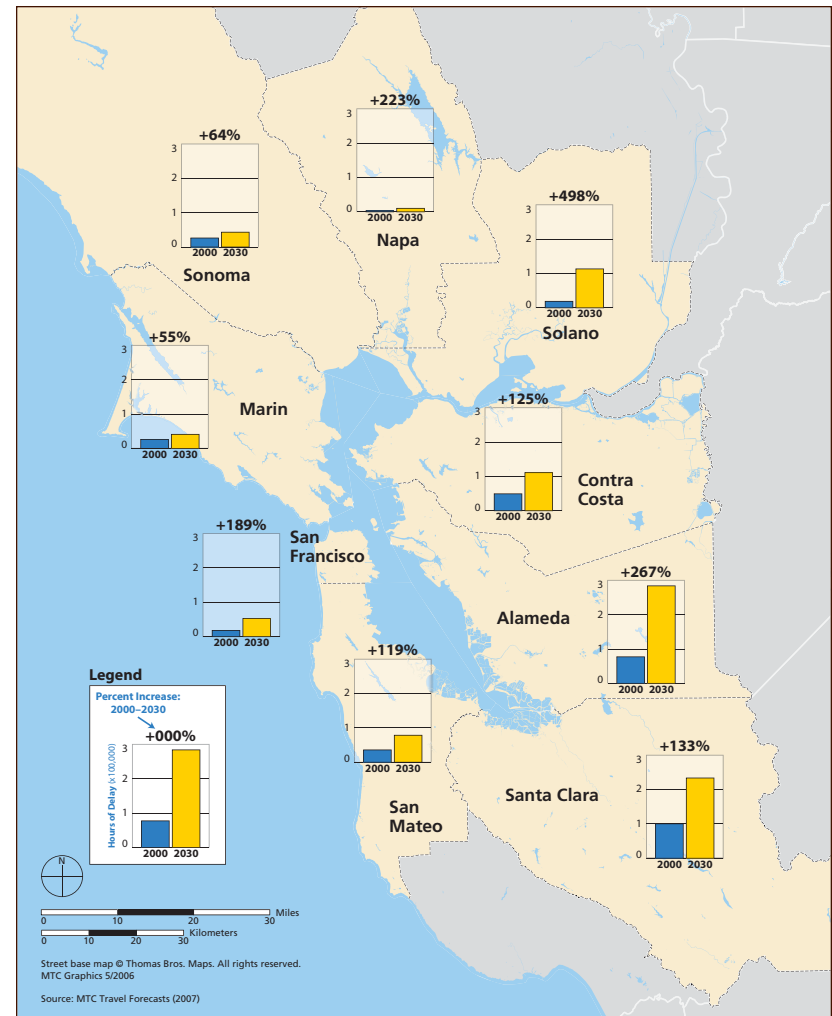 +223%
3
2
1
0
2000 2030
Napa
+64%
3
2
1
0
2000 2030
Sonoma
+498%
3
2
1
0
2000 2030
Solano
+55%
3
2
1
0
2000 2030
Marin
+125%
3
2
1
0
2000 2030
Contra
Costa
+189%
3
2
1
0
2000 2030
San
Francisco
+267%
3
2
1
0
2000 2030
Alameda
+119%
3
2
1
0
2000 2030
San
Mateo
+133%
3
2
1
0
2000 2030
Santa Clara
Legend
Percent Increase:
2000–2030
+000%
Hours of Delay (x100,000)
3
2
1
0
2000 2030
N
Miles
0 10 20 30
Kilometers
0 10 20 30
Street base map © Thomas Bros. Maps. All rights reserved.
MTC Graphics 5/2006
Source: MTC Travel Forecasts (2007)